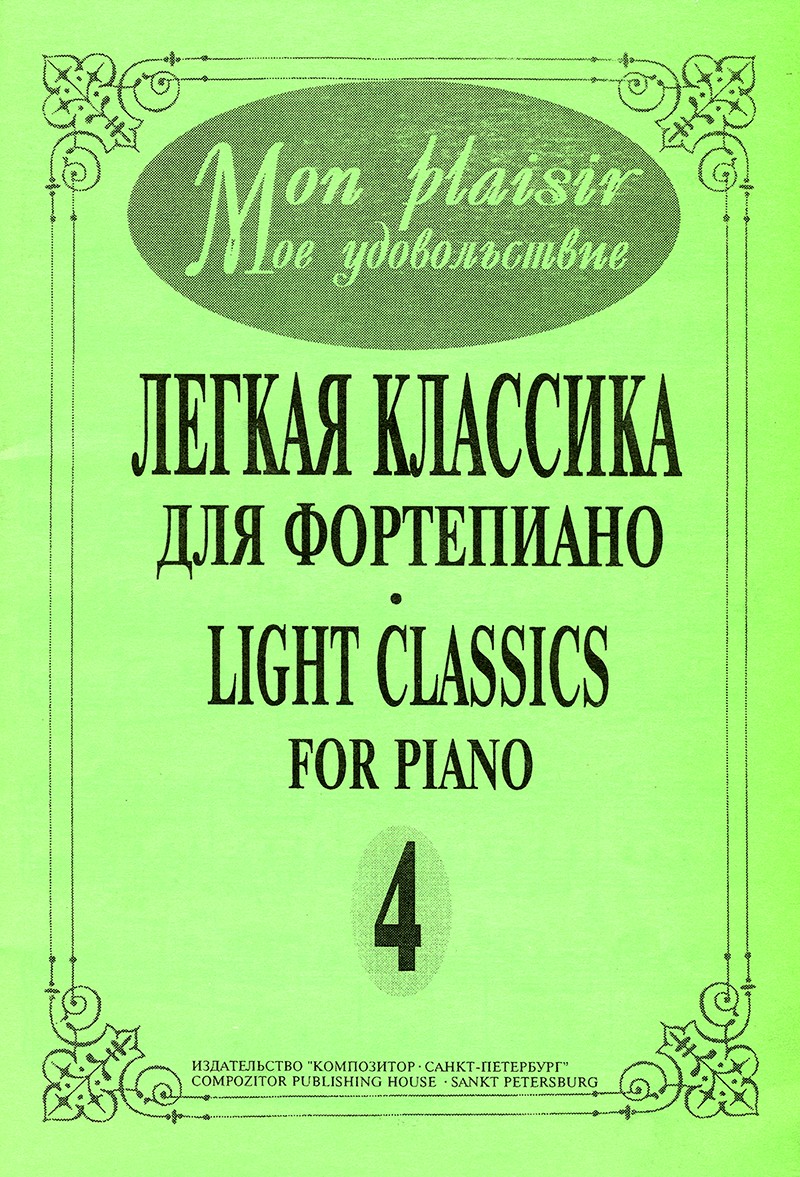 Mon plaisir
Мое удовольствие
ЛЕГКАЯ КЛАССИКА
ДЛЯ ФОРТЕПИАНО
•
LIGHT CLASSICS
FOR PIANO
4
ИЗДАТЕЛЬСТВО "КОМПОЗИТОР · САНКТ-ПЕТЕРБУРГ"
COMPOZITOR PUBLISHING HOUSE · SANKT PETERSBURG